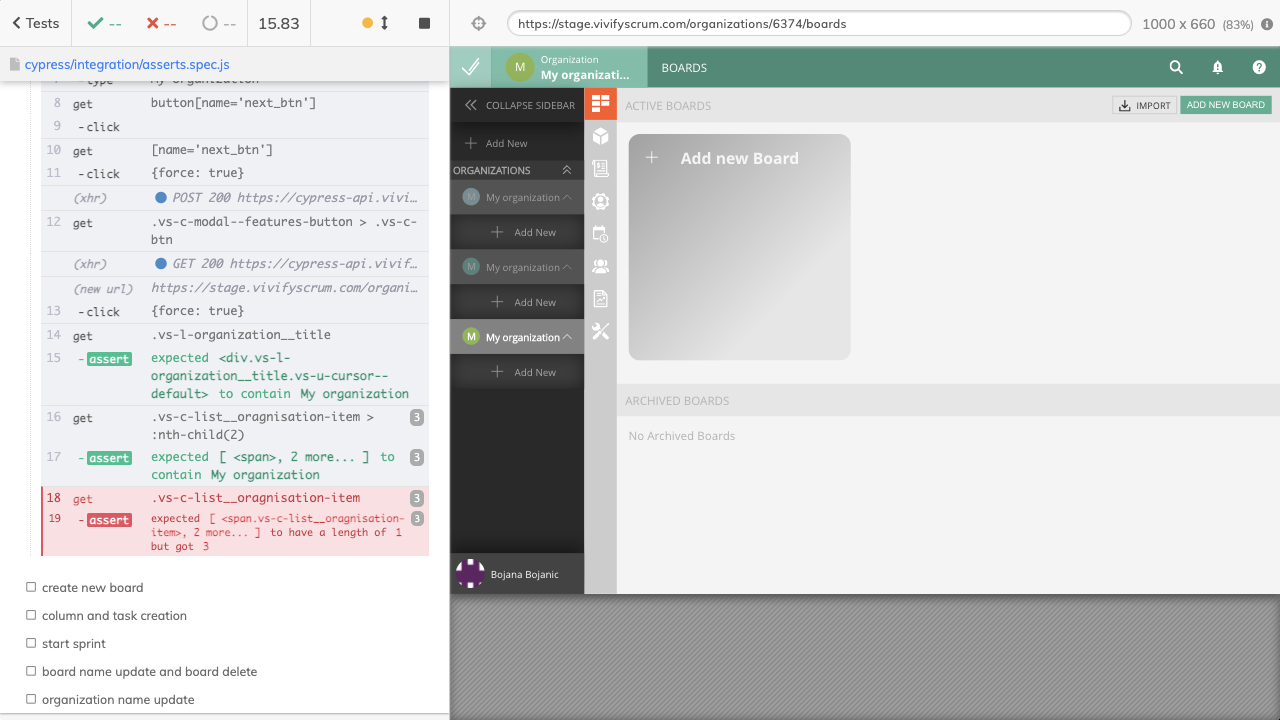 Tests
--
--
--
15.83
https://stage.vivifyscrum.com/organizations/6374/boards
1000 x 660 (83%)
cypress/integration/asserts.spec.js
7 -type My organization
8 get button[name='next_btn']
9 -click
10 get [name='next_btn']
11 -click {force: true}
(xhr) POST 200 https://cypress-api.vivi…
12 get .vs-c-modal--features-button > .vs-c-
btn
(xhr) GET 200 https://cypress-api.vivif…
(new url) https://stage.vivifyscrum.com/organi…
13 -click {force: true}
14 get .vs-l-organization__title
15 -assert expected <div.vs-l-
organization__title.vs-u-cursor--
default> to contain My organization
16 get .vs-c-list__oragnisation-item > 3
:nth-child(2)
17 -assert expected [ <span>, 2 more... ] to 3
contain My organization
18 get .vs-c-list__oragnisation-item 3
19 -assert expected [ <span.vs-c-list__oragnisation- 3
item>, 2 more... ] to have a length of 1
but got 3
create new board
column and task creation
start sprint
board name update and board delete
organization name update
M
Organization
My organizati...
BOARDS
COLLAPSE SIDEBAR
Add New
ORGANIZATIONS
M My organization
Add New
M My organization
Add New
M My organization
Add New
Bojana Bojanic
ACTIVE BOARDS
IMPORT
ADD NEW BOARD
Add new Board
ARCHIVED BOARDS
No Archived Boards